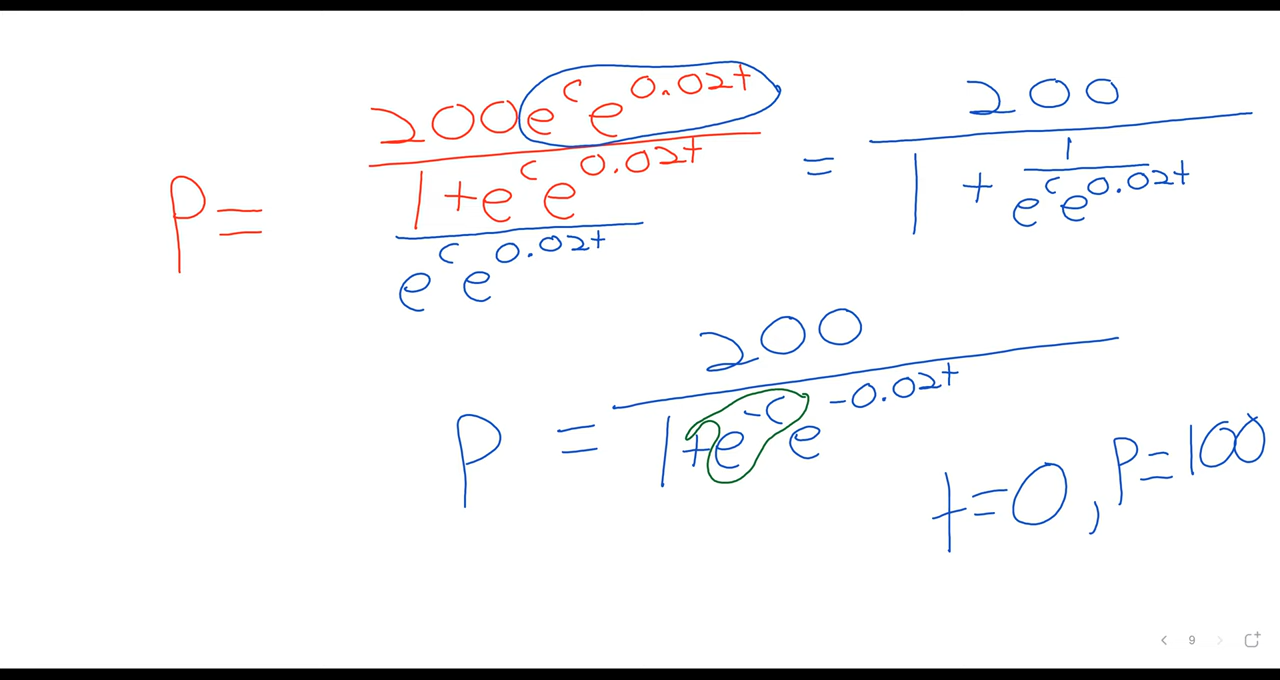 P = 200e^c e^0.02t / 1+e^c e^0.02t / e^c e^0.02t = 200 / 1 + 1 / e^c e^0.02t
P = 200 / 1+e^-c e^-0.02t
t=0, P=100
9